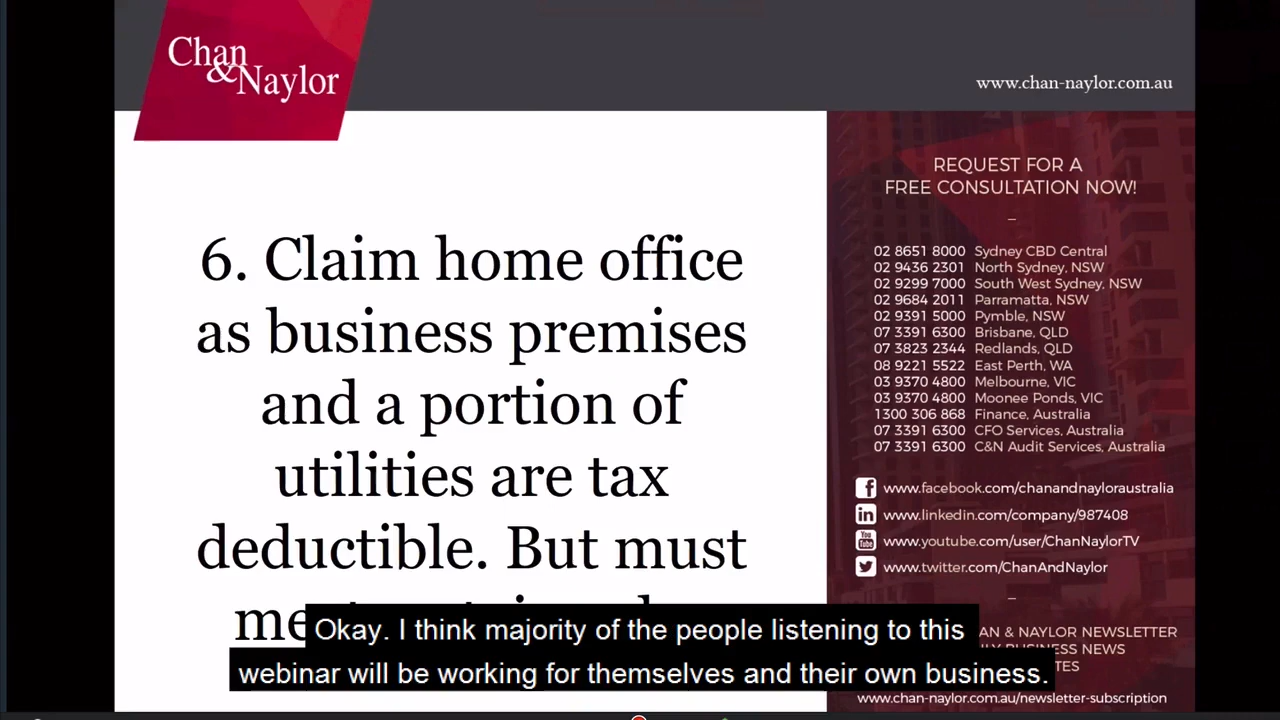 Chan
&Naylor
www.chan-naylor.com.au
6. Claim home office
as business premises
and a portion of
utilities are tax
deductible. But must
REQUEST FOR A
FREE CONSULTATION NOW!
02 8651 8000 Sydney CBD Central
02 9436 2301 North Sydney, NSW
02 9299 7000 South West Sydney, NSW
02 9684 2011 Parramatta, NSW
02 9391 5000 Pymble, NSW
07 3391 6300 Brisbane, QLD
07 3823 2344 Redlands, QLD
08 9221 5522 East Perth, WA
03 9370 4800 Melbourne, VIC
03 9370 4800 Moonee Ponds, VIC
1300 306 868 Finance, Australia
07 3391 6300 CFO Services, Australia
07 3391 6300 C&N Audit Services, Australia
www.facebook.com/chanandnayloraustralia
www.linkedin.com/company/987408
www.youtube.com/user/ChanNaylorTV
www.twitter.com/ChanAndNaylor
& NAYLOR NEWSLETTER
BUSINESS NEWS
www.chan-naylor.com.au/newsletter-subscription
Okay. I think majority of the people listening to this
webinar will be working for themselves and their own business.